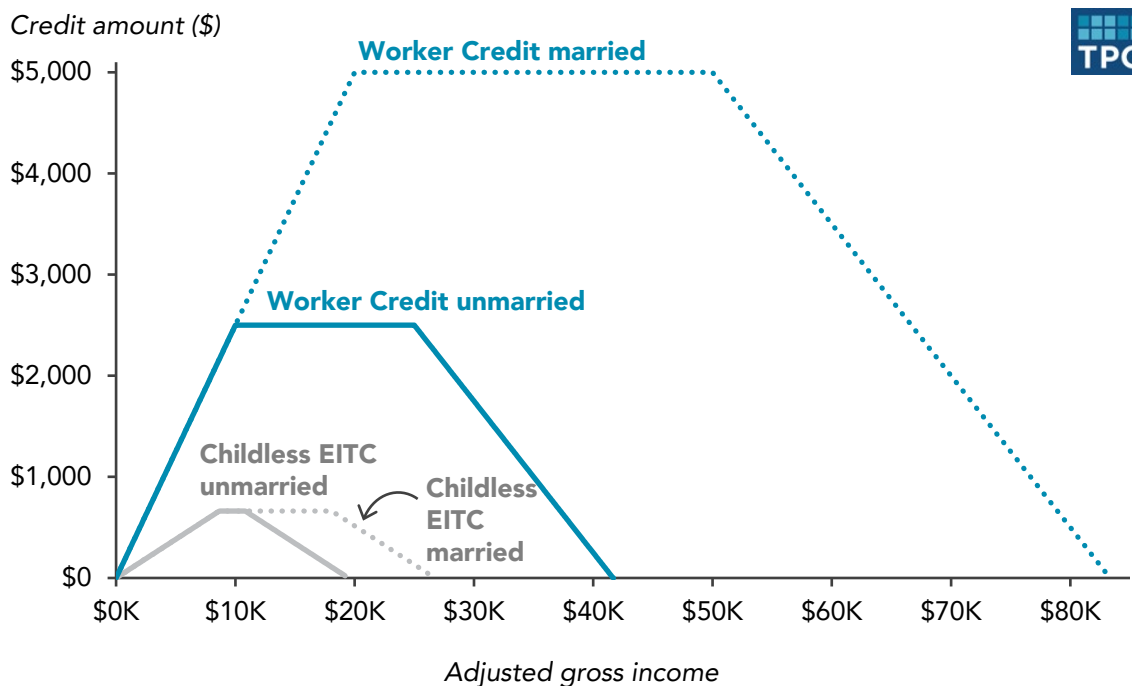 Credit amount ($)
TPC
Worker Credit married
$5,000
$4,000
$3,000
Worker Credit unmarried
$2,000
Childless EITC
unmarried
$1,000
Childless
EITC
married
$0
$0K $10K $20K $30K $40K $50K $60K $70K $80K
Adjusted gross income